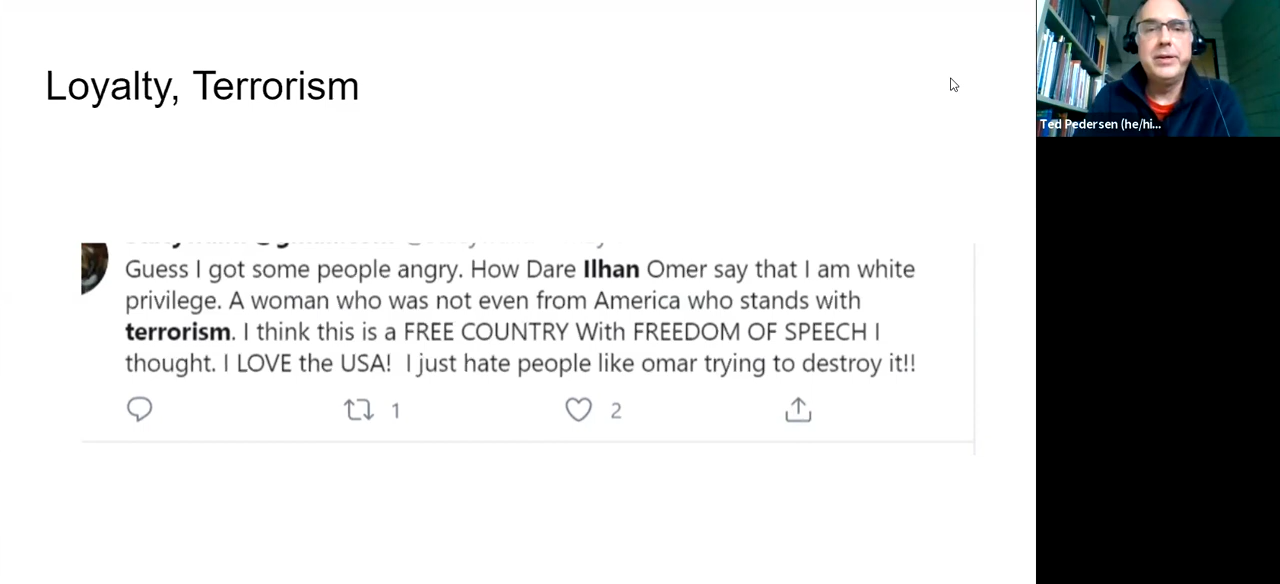 Loyalty, Terrorism
Ted Pedersen (he/hi...
Guess I got some people angry. How Dare Ilhan Omer say that I am white
privilege. A woman who was not even from America who stands with
terrorism. I think this is a FREE COUNTRY With FREEDOM OF SPEECH I
thought. I LOVE the USA!  I just hate people like omar trying to destroy it!!
1
2